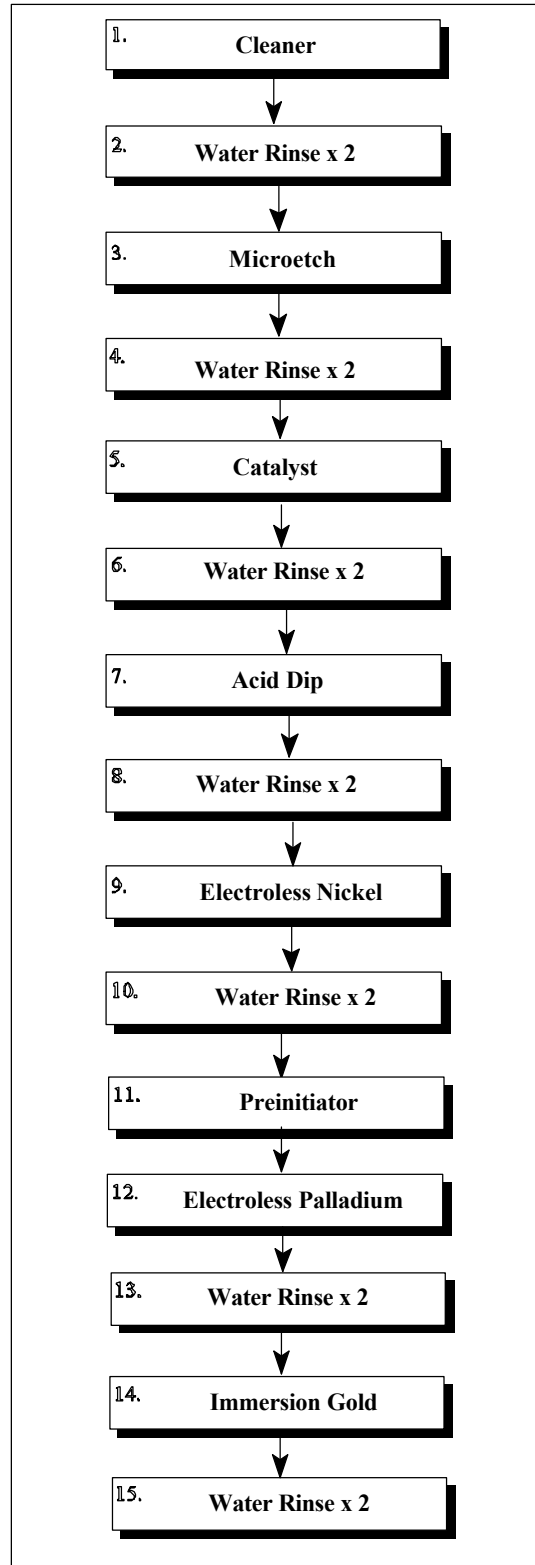 1. Cleaner
2. Water Rinse x 2
3. Microetch
4. Water Rinse x 2
5. Catalyst
6. Water Rinse x 2
7. Acid Dip
8. Water Rinse x 2
9. Electroless Nickel
10. Water Rinse x 2
11. Preinitiator
12. Electroless Palladium
13. Water Rinse x 2
14. Immersion Gold
15. Water Rinse x 2